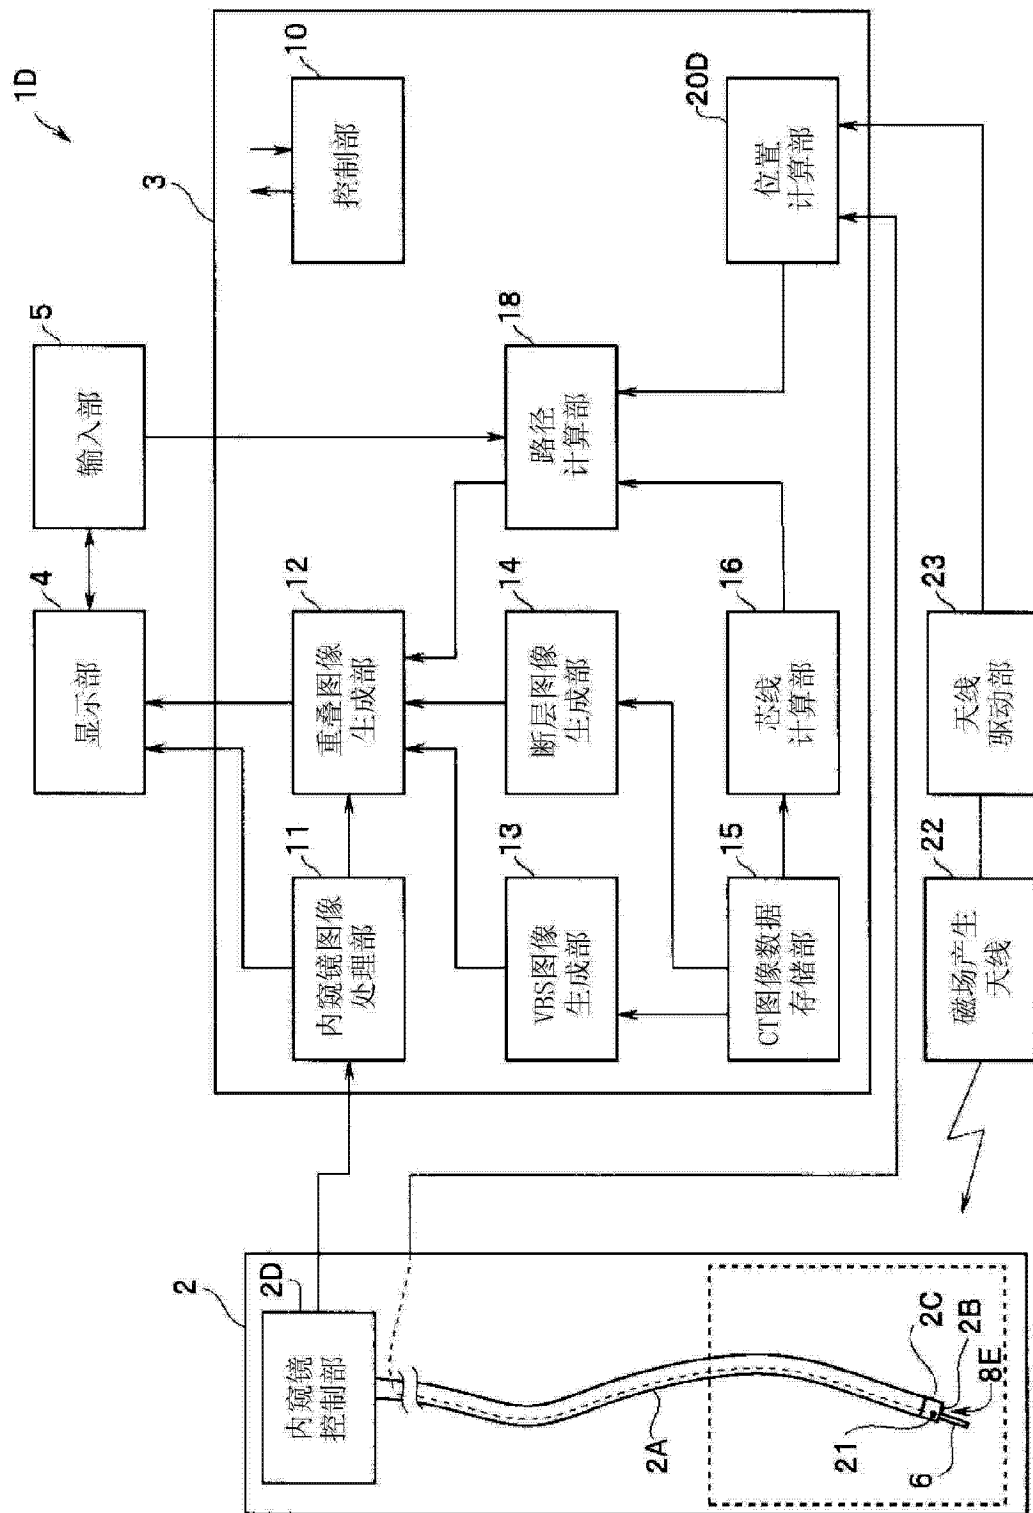 1D
2
2D
内窥镜
控制部
2A
2C
2B
8E
21
6
3
4
显示部
5
输入部
10
控制部
11
内窥镜图像
处理部
12
重叠图像
生成部
13
VBS图像
生成部
14
断层图像
生成部
18
路径
计算部
15
CT图像数据
存储部
16
芯线
计算部
20D
位置
计算部
22
磁场产生
天线
23
天线
驱动部